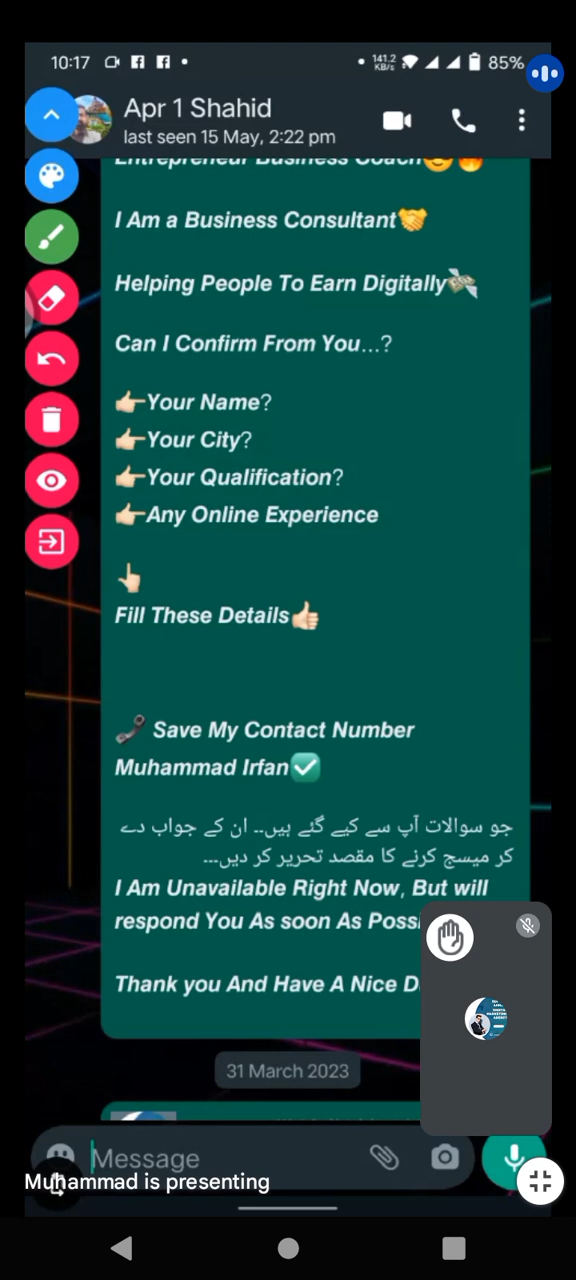 10:17
141.2
KB/s
85%
Apr 1 Shahid
last seen 15 May, 2:22 pm
Entrepreneur Business Coach😊🔥
I Am a Business Consultant🤝
Helping People To Earn Digitally💸
Can I Confirm From You...?
👉🏻Your Name?
👉🏻Your City?
👉🏻Your Qualification?
👉🏻Any Online Experience
👆🏻
Fill These Details👍🏻
📞 Save My Contact Number
Muhammad Irfan✅
جو سوالات آپ سے کیے گئے ہیں۔۔ ان کے جواب دے
کر میسج کرنے کا مقصد تحریر کر دیں۔۔۔
I Am Unavailable Right Now, But will
respond You As soon As
Thank you And Have A Nice
31 March 2023
Message
Muhammad is presenting